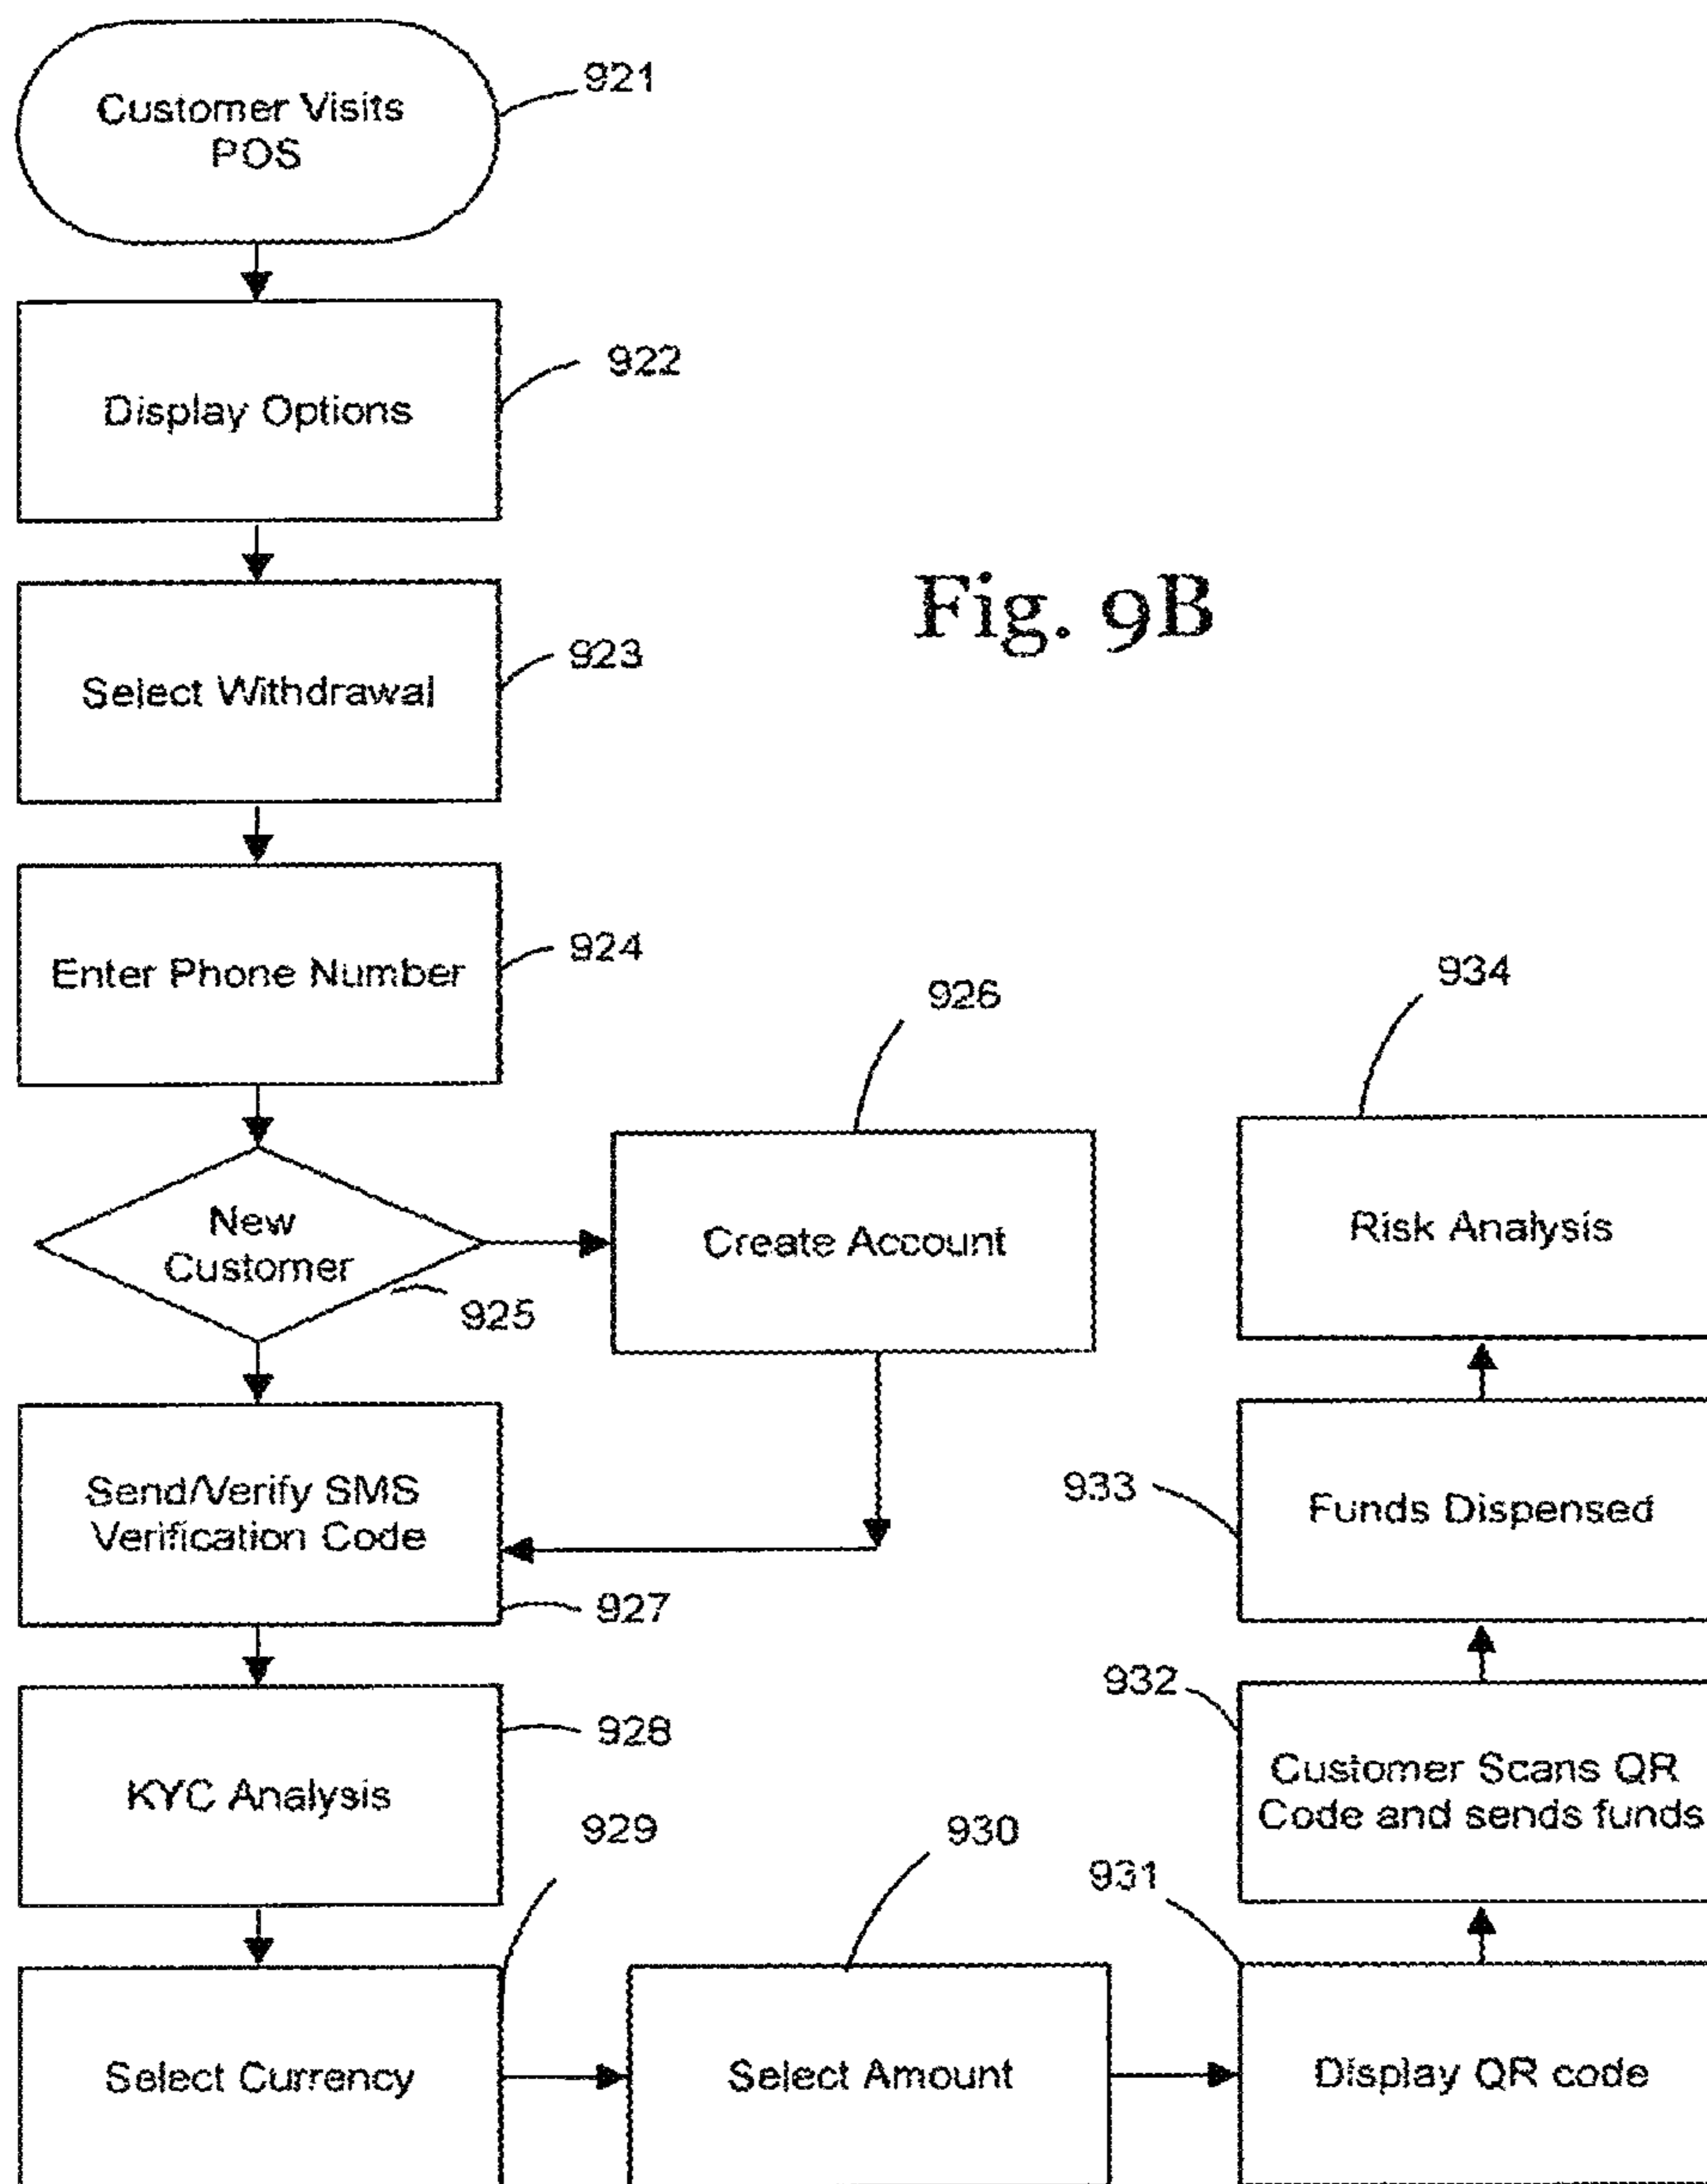 Customer Visits
POS
921
Display Options
922
Fig. 9B
Select Withdrawal
923
Enter Phone Number
924
New
Customer
925
926
Create Account
934
Risk Analysis
Send/Verify SMS
Verification Code
927
933
Funds Dispensed
KYC Analysis
928
932
Customer Scans QR
Code and sends funds
929
Select Currency
930
Select Amount
931
Display QR code